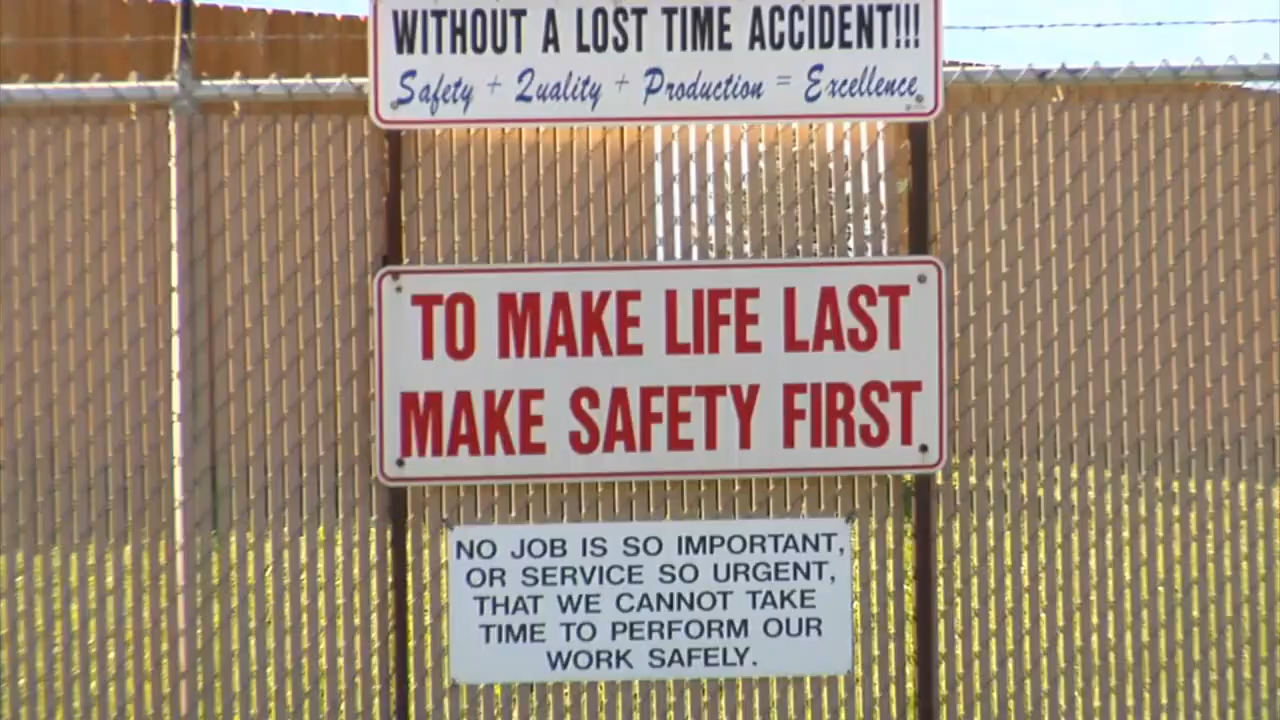 WITHOUT A LOST TIME ACCIDENT!!!
Safety + Quality + Production = Excellence
TO MAKE LIFE LAST
MAKE SAFETY FIRST
NO JOB IS SO IMPORTANT,
OR SERVICE SO URGENT,
THAT WE CANNOT TAKE
TIME TO PERFORM OUR
WORK SAFELY.